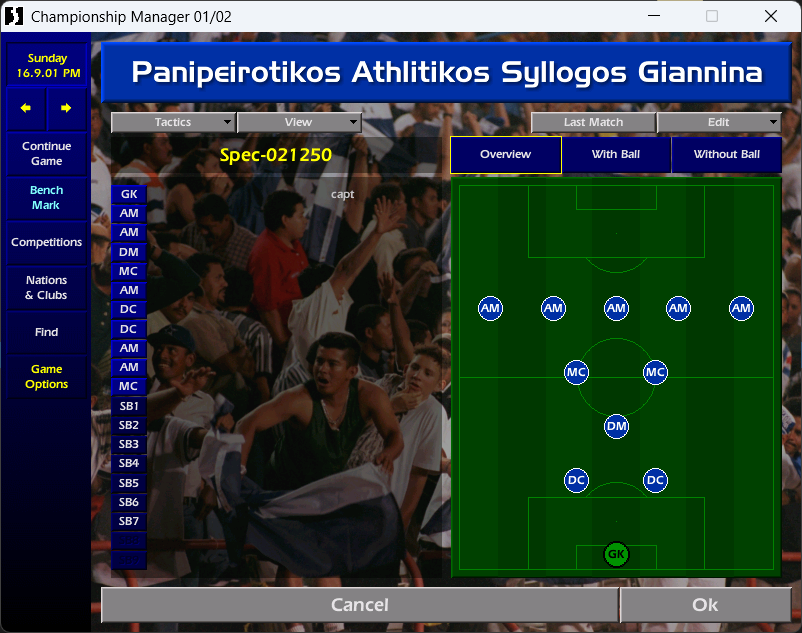 Championship Manager 01/02
Sunday
16.9.01 PM
Panipeirotikos Athlitikos Syllogos Giannina
Continue
Game
Bench
Mark
Competitions
Nations
& Clubs
Find
Game
Options
Tactics
View
Last Match
Edit
Spec-021250
Overview
With Ball
Without Ball
GK capt
AM
AM
DM
MC
AM
DC
DC
AM
AM
MC
SB1
SB2
SB3
SB4
SB5
SB6
SB7
AM AM AM AM AM
MC MC
DM
DC DC
GK
Cancel
Ok